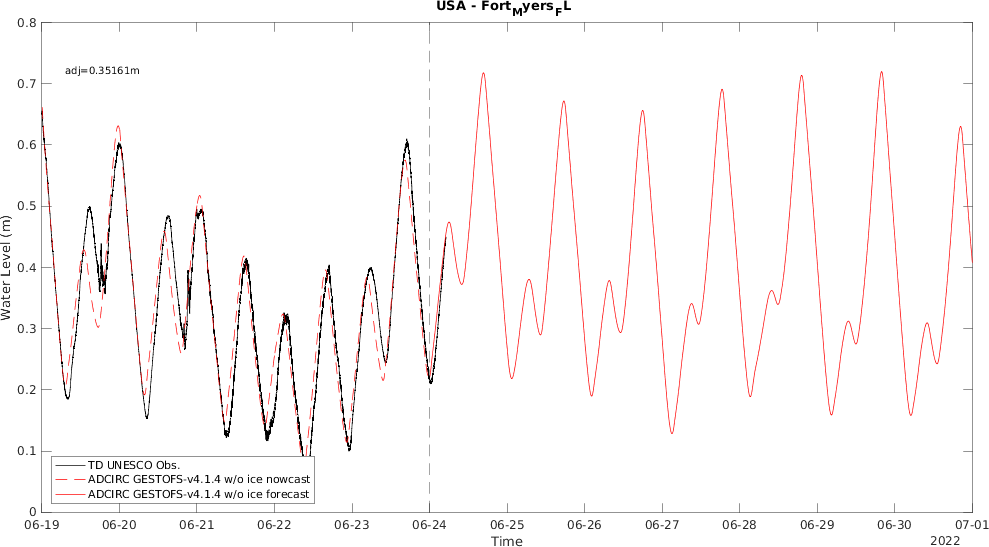 USA - Fort_Myers_FL
adj=0.35161m
Water Level (m)
0.8
0.7
0.6
0.5
0.4
0.3
0.2
0.1
0
TD UNESCO Obs.
ADCIRC GESTOFS-v4.1.4 w/o ice nowcast
ADCIRC GESTOFS-v4.1.4 w/o ice forecast
06-19 06-20 06-21 06-22 06-23 06-24 06-25 06-26 06-27 06-28 06-29 06-30 07-01
Time
2022